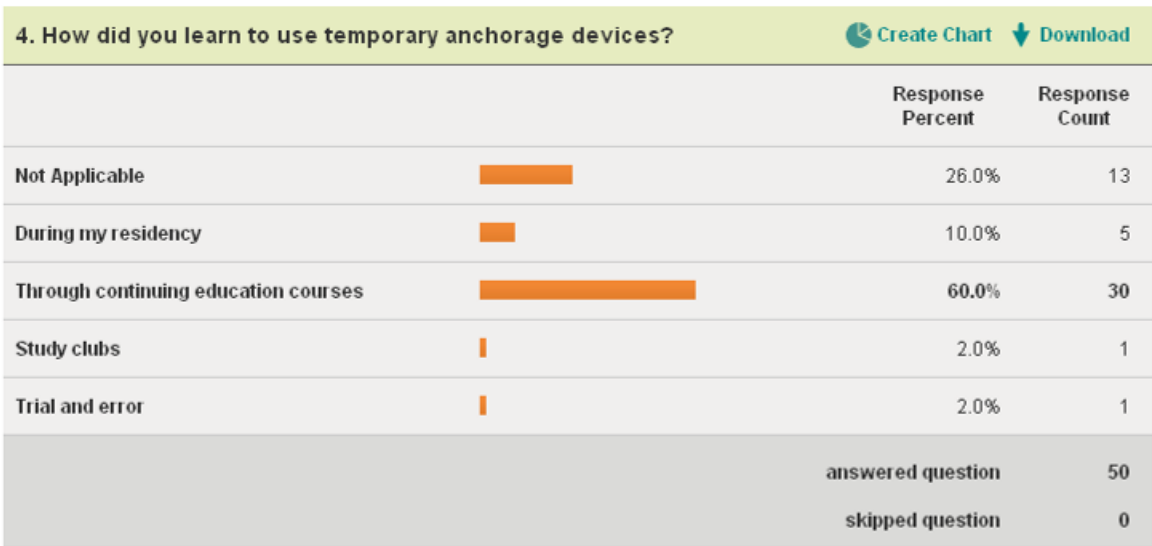 4. How did you learn to use temporary anchorage devices? Create Chart Download
Response Percent Response Count
Not Applicable 26.0% 13
During my residency 10.0% 5
Through continuing education courses 60.0% 30
Study clubs 2.0% 1
Trial and error 2.0% 1
answered question 50
skipped question 0